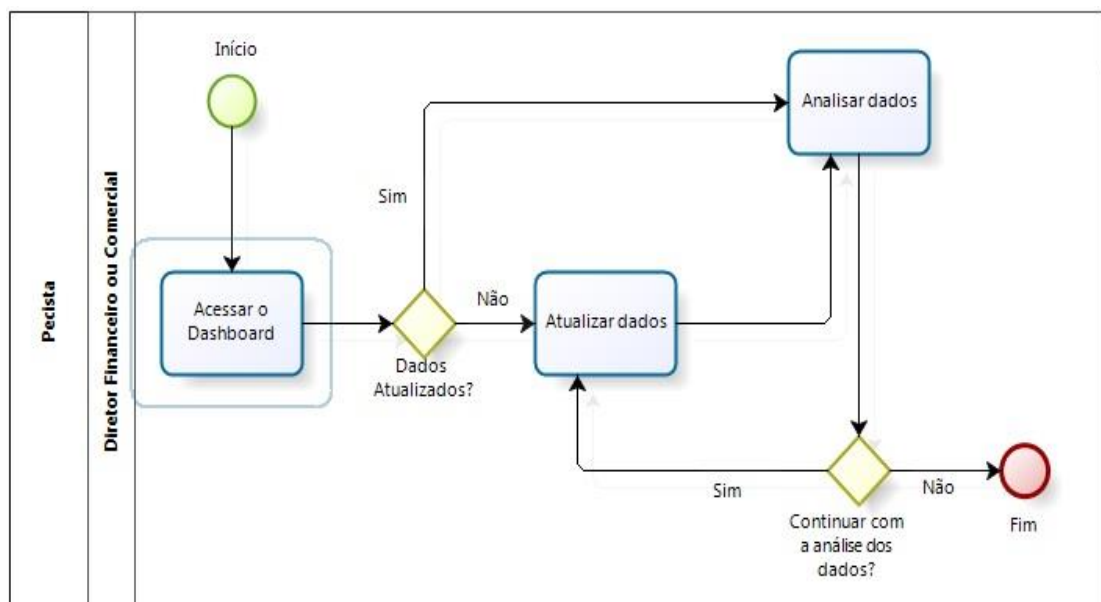 Pecista
Diretor Financeiro ou Comercial
Início
Acessar o
Dashboard
Dados
Atualizados?
Sim
Não
Atualizar dados
Analisar dados
Continuar com
a análise dos
dados?
Sim
Não
Fim